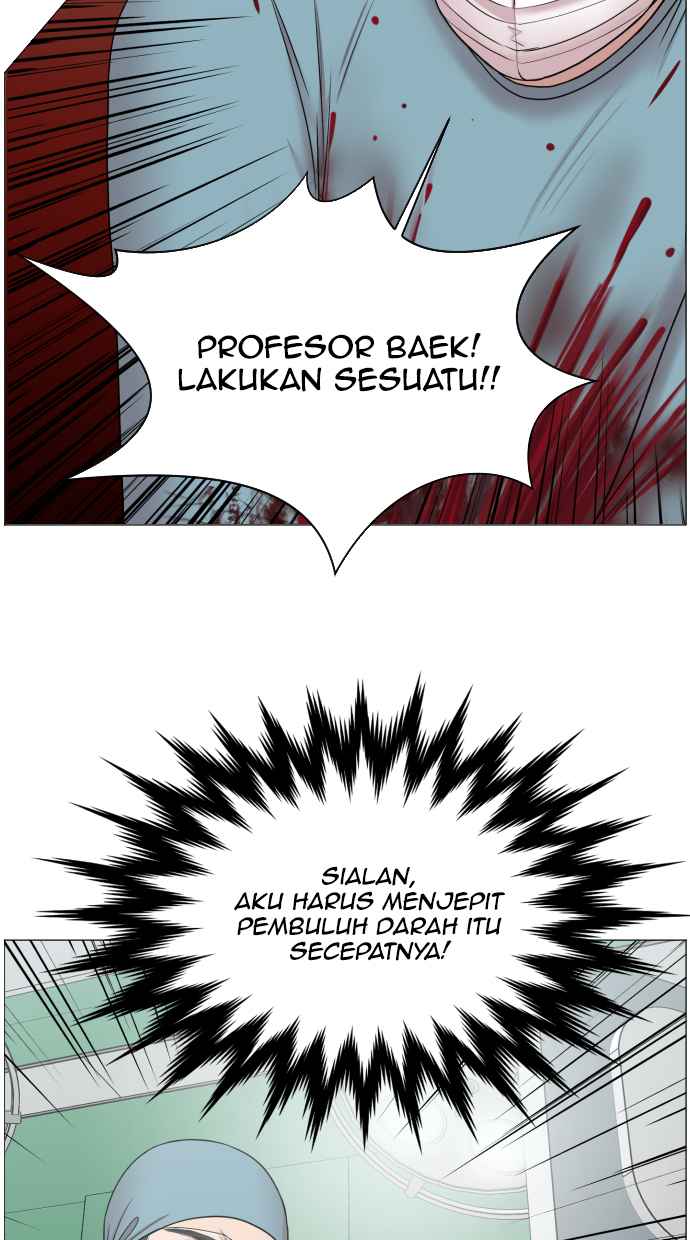 PROFESOR BAEK!
LAKUKAN SESUATU!!
SIALAN,
AKU HARUS MENJEPIT
PEMBULUH DARAH ITU
SECEPATNYA!